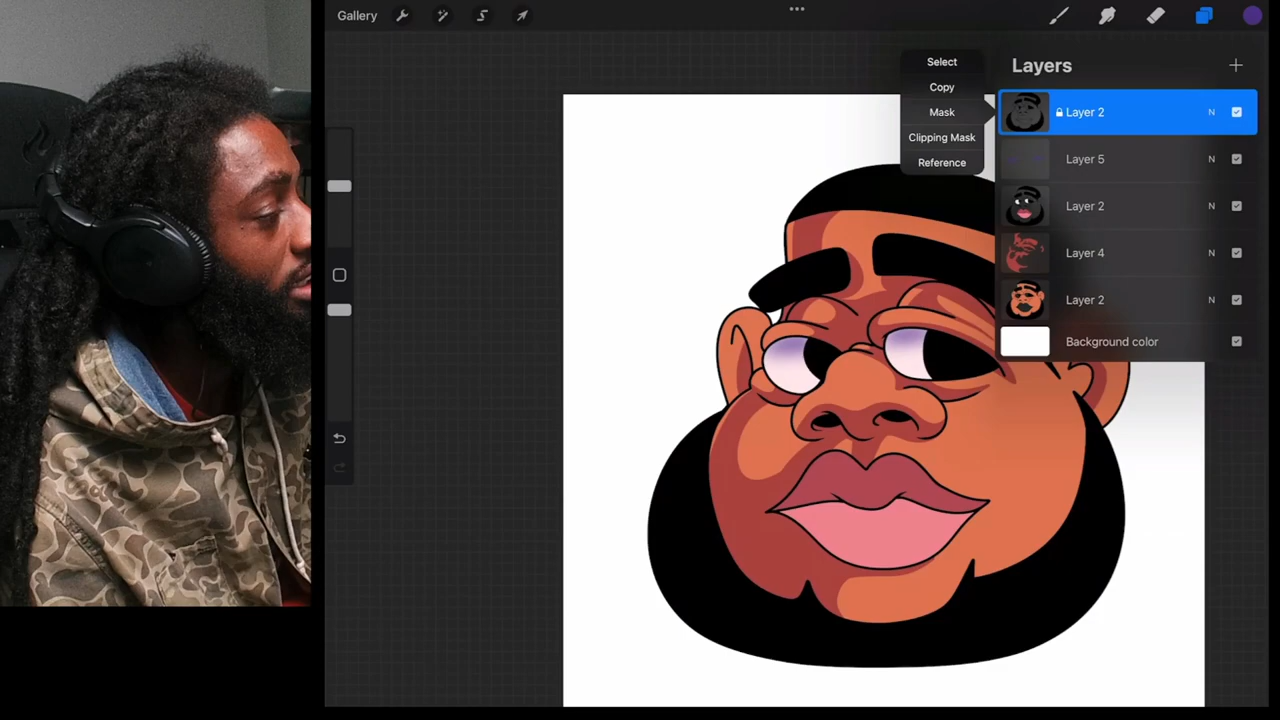 Gallery
Select
Copy
Mask
Clipping Mask
Reference
Layers
Layer 2 N
Layer 5 N
Layer 2 N
Layer 4 N
Layer 2 N
Background color